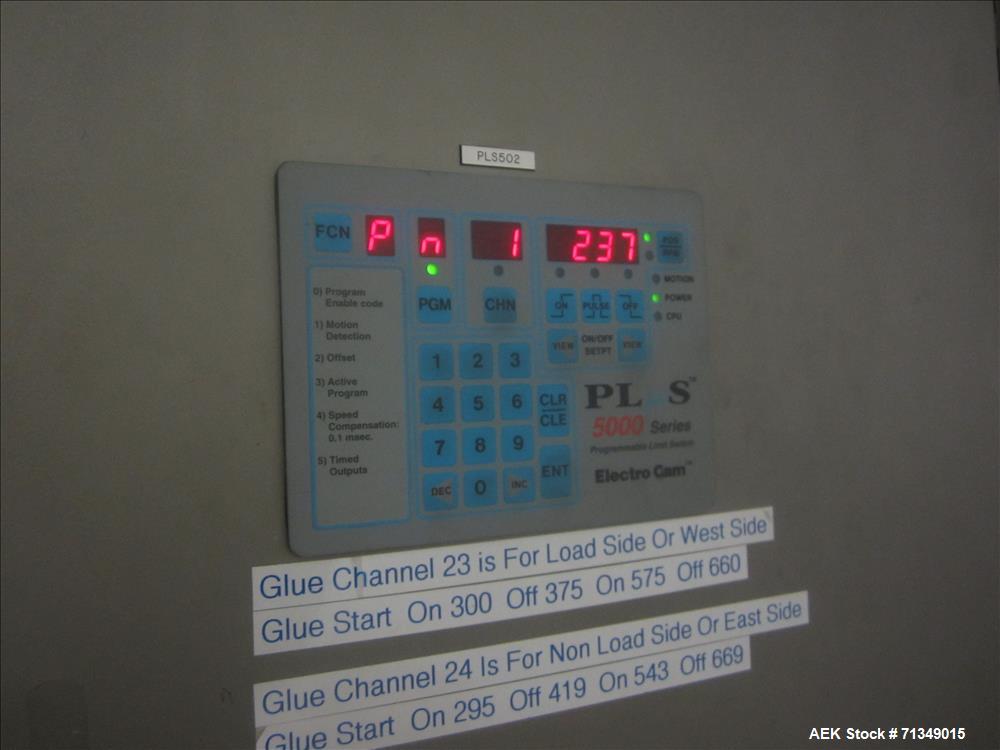 PLS502
FCN P n 1 237 POS
RPM
MOTION
POWER
CPU
PGM CHN ON PULSE OFF
VIEW ON/OFF
SETPT VIEW
0) Program
Enable code
1) Motion
Detection
2) Offset
3) Active
Program
4) Speed
Compensation:
0.1 msec.
5) Timed
Outputs
1 2 3
4 5 6 CLR
CLE
7 8 9
DEC 0 INC ENT
PL S™
5000 Series
Programmable Limit Switch
Electro Cam™
Glue Channel 23 is For Load Side Or West Side
Glue Start On 300 Off 375 On 575 Off 660
Glue Channel 24 Is For Non Load Side Or East Side
Glue Start On 295 Off 419 On 543 Off 669
AEK Stock #71349015